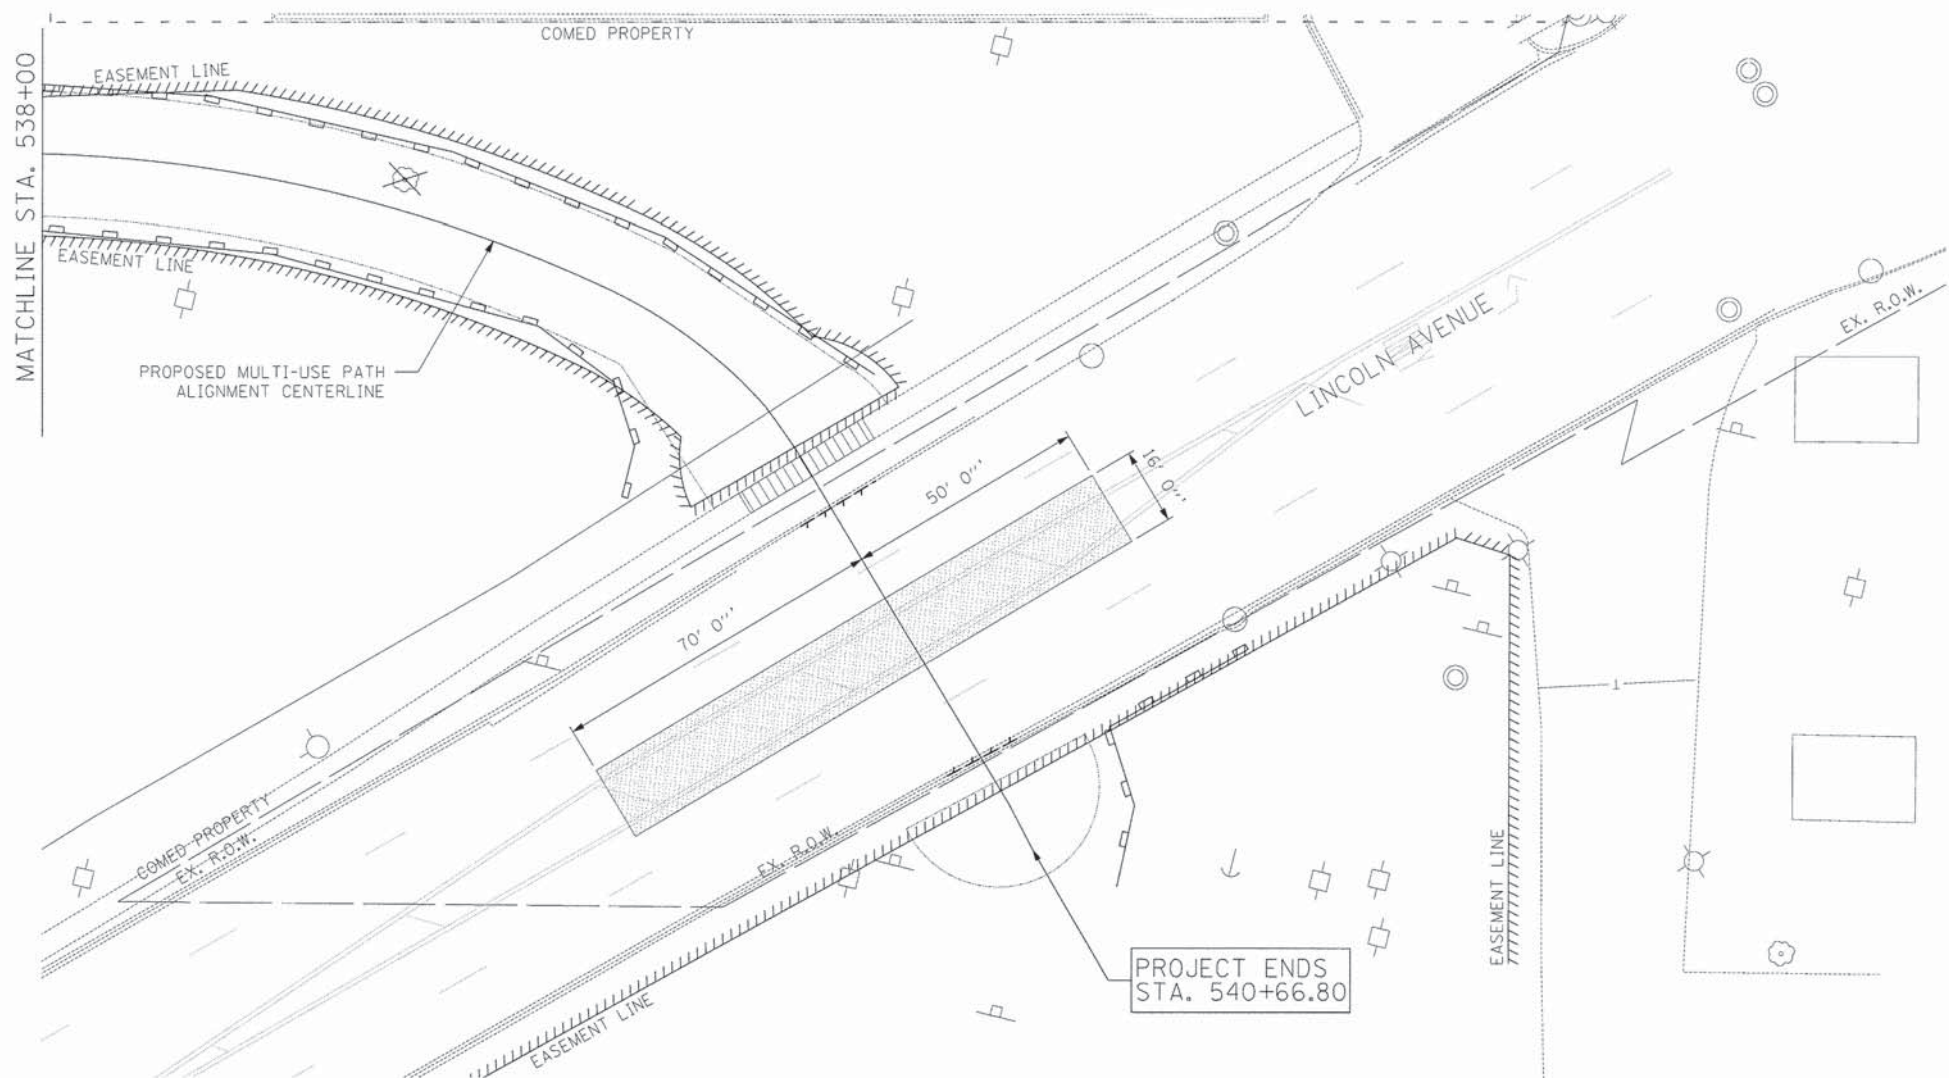 COMED PROPERTY
EASEMENT LINE
MATCHLINE STA. 538+00
EASEMENT LINE
PROPOSED MULTI-USE PATH
ALIGNMENT CENTERLINE
LINCOLN AVENUE
EX. R.O.W.
50' 0"
16' 0"
70' 0"
COMED PROPERTY
EX. R.O.W.
EX. R.O.W.
EASEMENT LINE
PROJECT ENDS
STA. 540+66.80
EASEMENT LINE